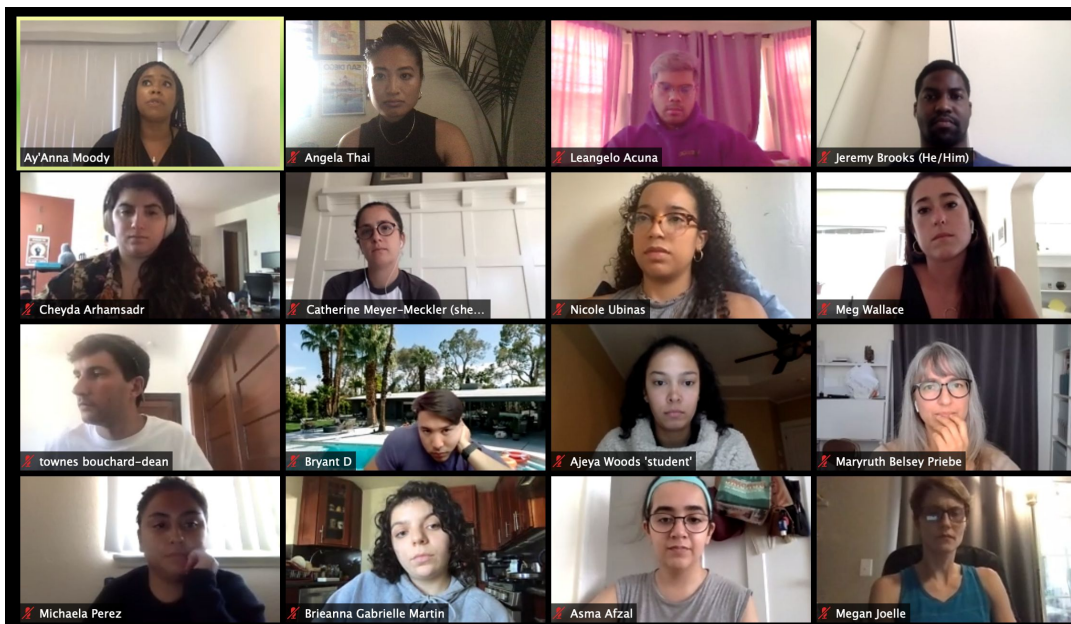 Ay'Anna Moody
Angela Thai
Leangelo Acuna
Jeremy Brooks (He/Him)
Cheyda Arhamsadr
Catherine Meyer-Meckler (she...
Nicole Ubinas
Meg Wallace
townes bouchard-dean
Bryant D
Ajeya Woods 'student'
Maryruth Belsey Priebe
Michaela Perez
Brieanna Gabrielle Martin
Asma Afzal
Megan Joelle